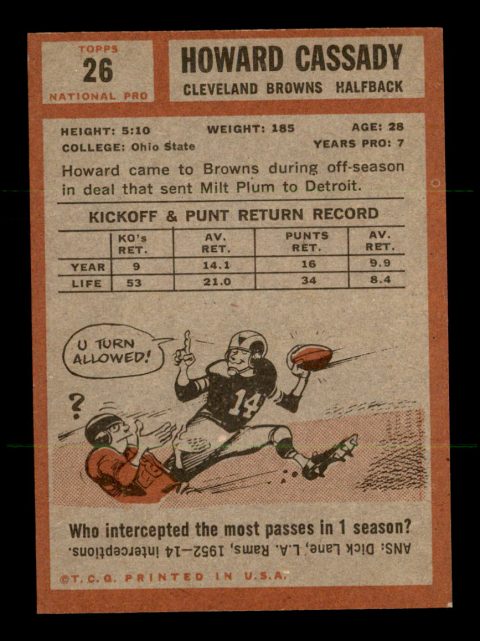 TOPPS
26
NATIONAL PRO
HOWARD CASSADY
CLEVELAND BROWNS HALFBACK
HEIGHT: 5:10 WEIGHT: 185 AGE: 28
COLLEGE: Ohio State YEARS PRO: 7
Howard came to Browns during off-season
in deal that sent Milt Plum to Detroit.
KICKOFF & PUNT RETURN RECORD
KO's RET. AV. RET. PUNTS RET. AV. RET.
YEAR 9 14.1 16 9.9
LIFE 53 21.0 34 8.4
U TURN
ALLOWED!
?
14
Who intercepted the most passes in 1 season?
ANS: Dick Lane, L.A. Rams, 1952—14 interceptions.
©T.C.G. PRINTED IN U.S.A.